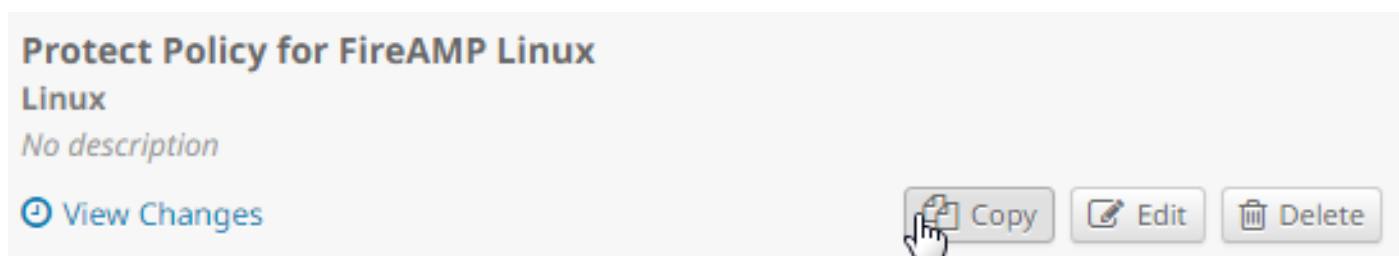 Protect Policy for FireAMP Linux
Linux
No description
View Changes Copy Edit Delete